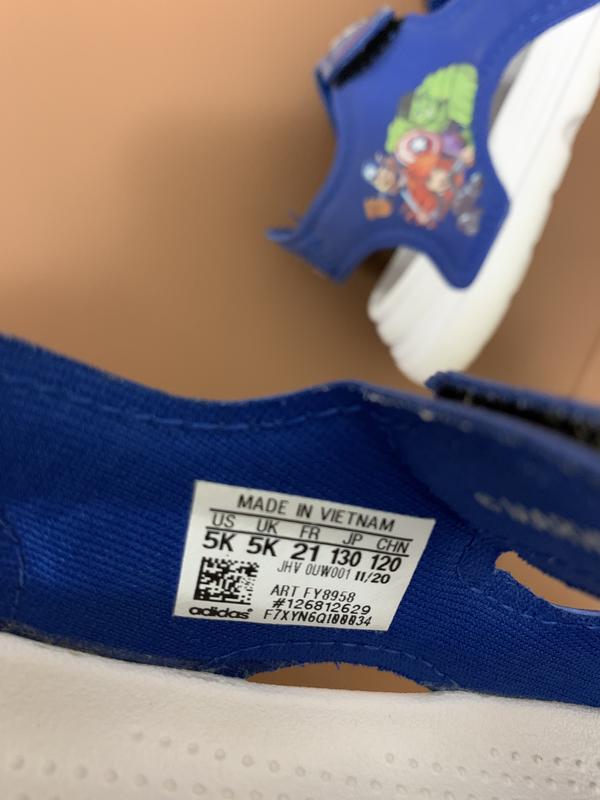 MADE IN VIETNAM
US UK FR JP CHN
5K 5K 21 130 120
JHV 0UW001 11/20
ART FY8958
#126812629
adidas F7XYN6Q100034